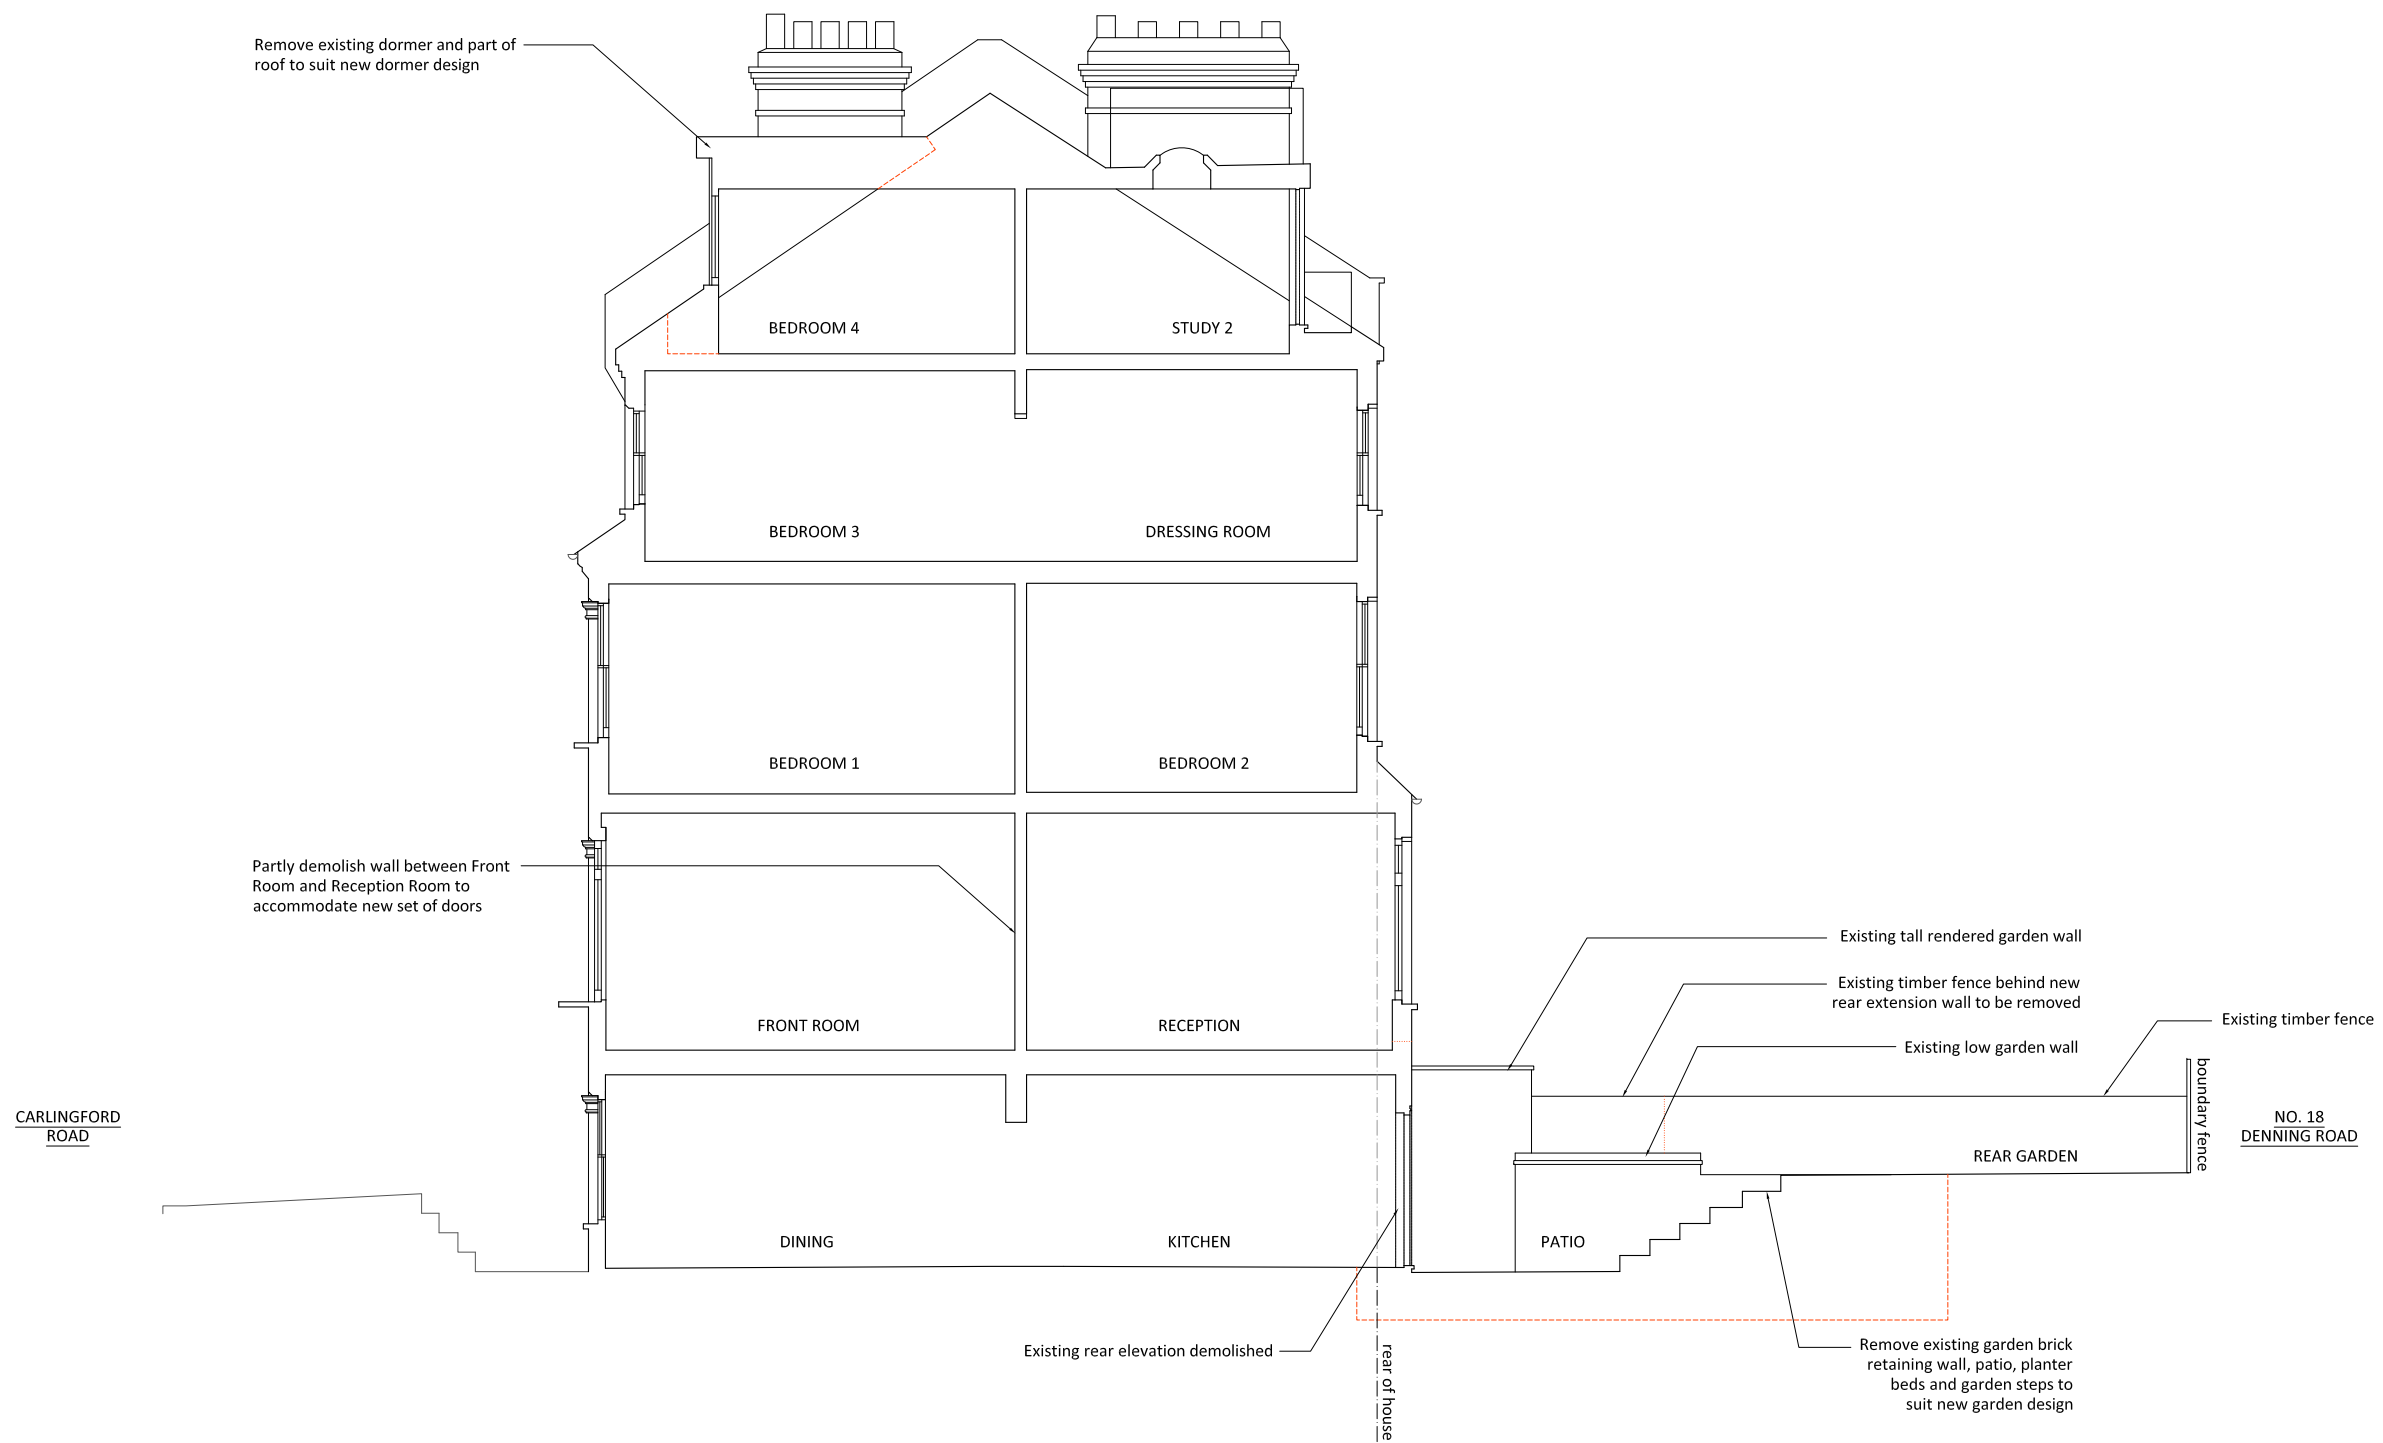 Remove existing dormer and part of
roof to suit new dormer design
BEDROOM 4
STUDY 2
BEDROOM 3
DRESSING ROOM
BEDROOM 1
BEDROOM 2
Partly demolish wall between Front
Room and Reception Room to
accommodate new set of doors
FRONT ROOM
RECEPTION
Existing tall rendered garden wall
Existing timber fence behind new
rear extension wall to be removed
Existing timber fence
Existing low garden wall
boundary fence
CARLINGFORD
ROAD
NO. 18
DENNING ROAD
REAR GARDEN
DINING
KITCHEN
PATIO
Existing rear elevation demolished
rear of house
Remove existing garden brick
retaining wall, patio, planter
beds and garden steps to
suit new garden design